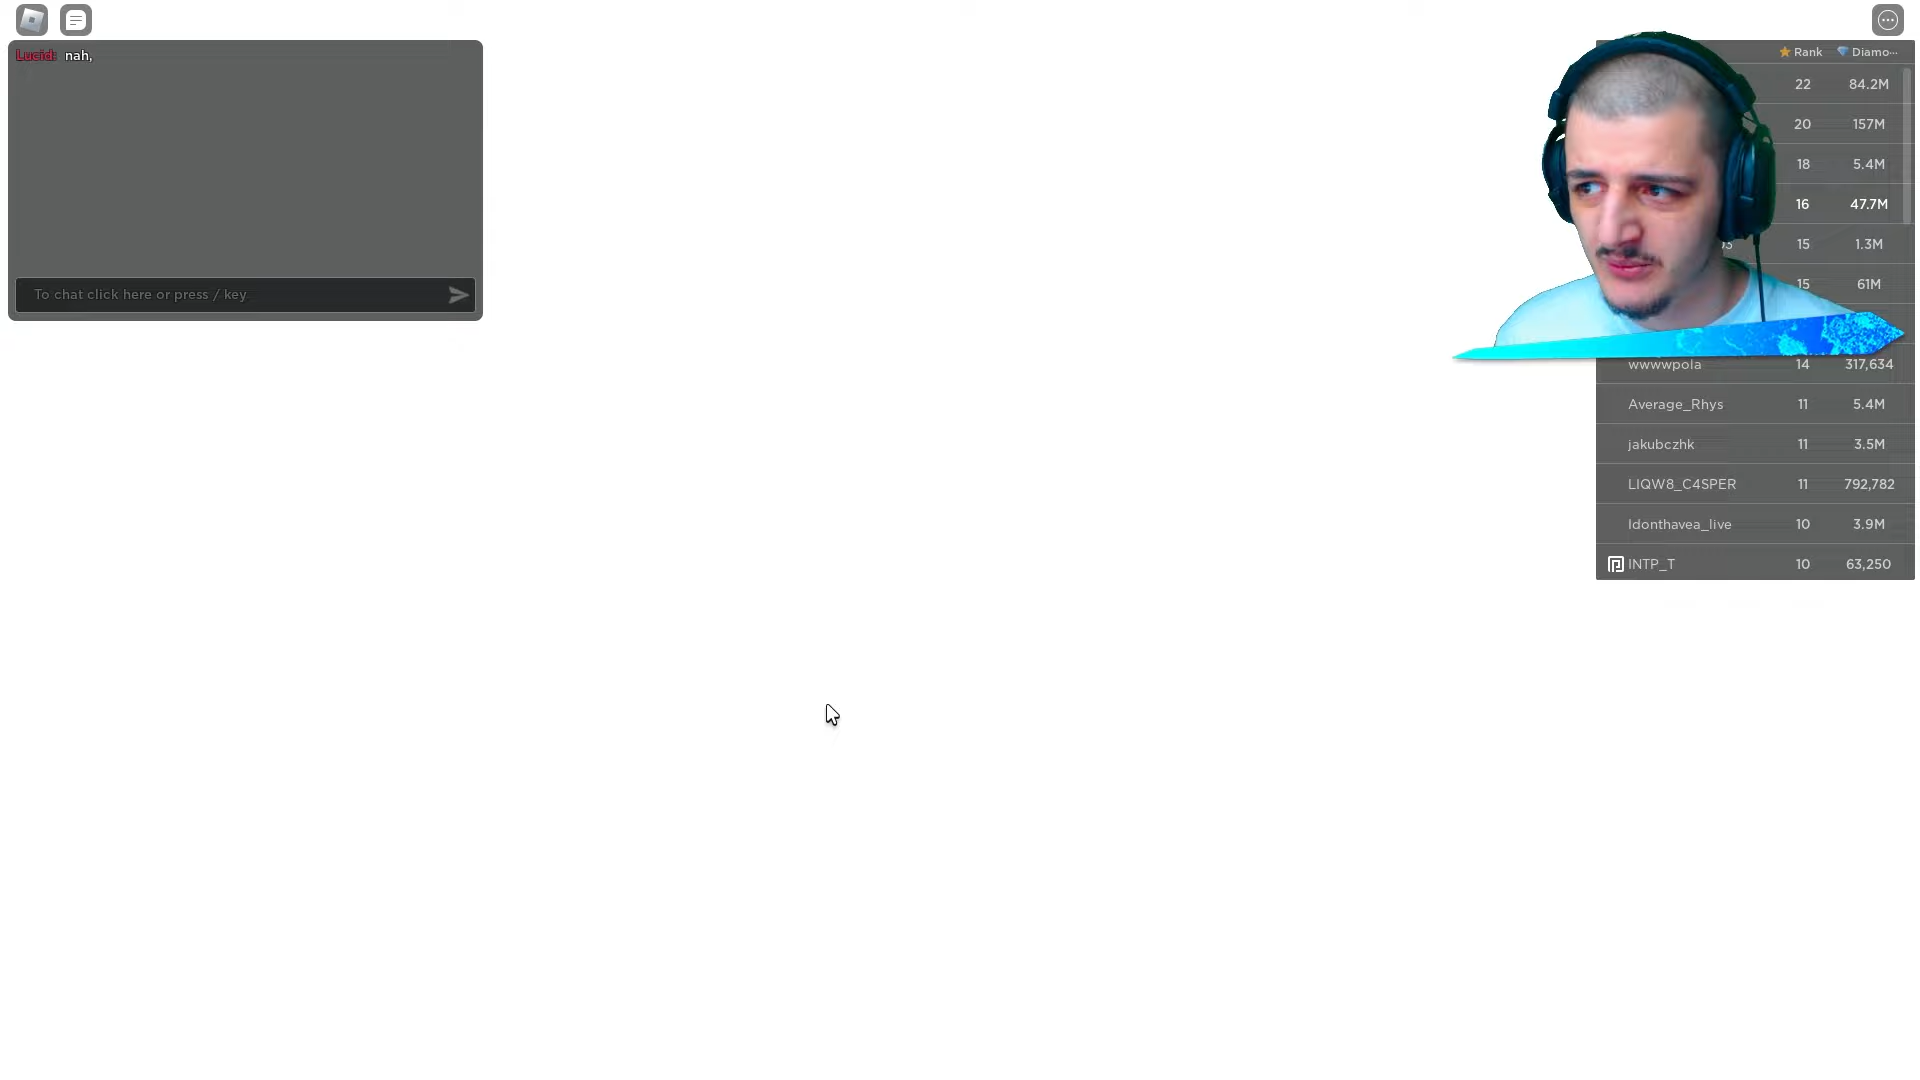 Lucid: nah,
To chat click here or press / key
Rank Diamo...
22 84.2M
20 157M
18 5.4M
16 47.7M
15 1.3M
15 61M
wwwwpola 14 317,634
Average_Rhys 11 5.4M
jakubczhk 11 3.5M
LIQW8_C4SPER 11 792,782
Idonthavea_live 10 3.9M
INTP_T 10 63,250